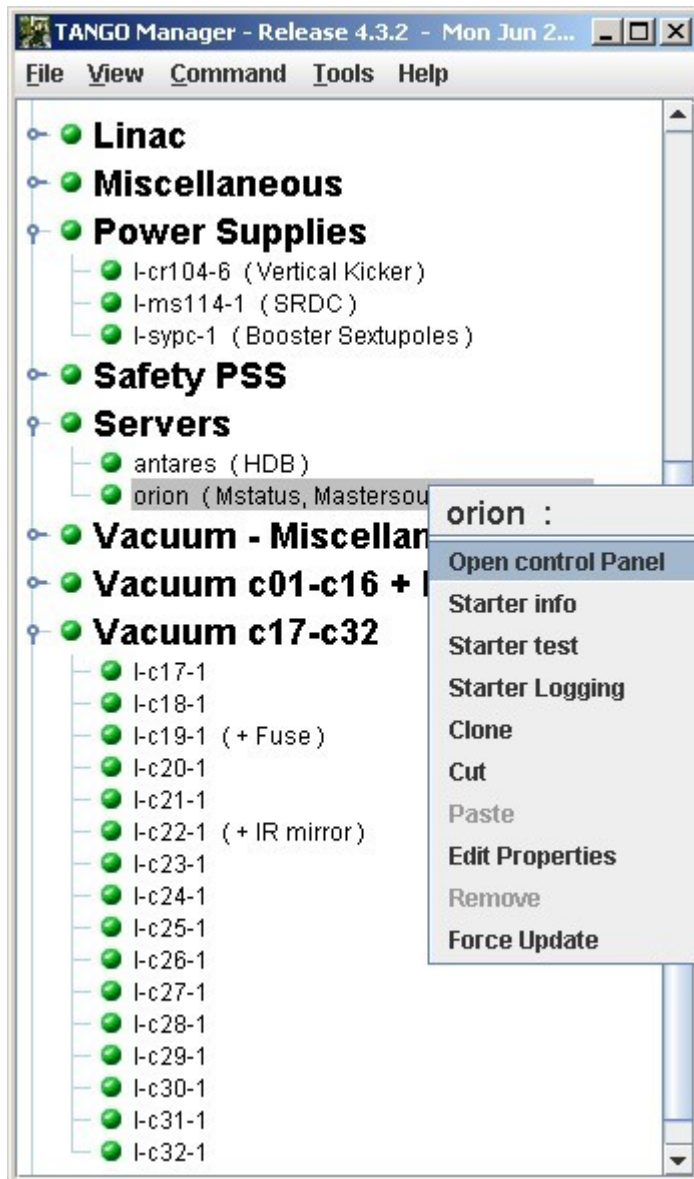 TANGO Manager - Release 4.3.2 - Mon Jun 2...
File View Command Tools Help
Linac
Miscellaneous
Power Supplies
l-cr104-6 ( Vertical Kicker )
l-ms114-1 ( SRDC )
l-sypc-1 ( Booster Sextupoles )
Safety PSS
Servers
antares ( HDB )
orion ( Mstatus, Mastersou
Vacuum - Miscellan
Vacuum c01-c16 +
Vacuum c17-c32
l-c17-1
l-c18-1
l-c19-1 ( + Fuse )
l-c20-1
l-c21-1
l-c22-1 ( + IR mirror )
l-c23-1
l-c24-1
l-c25-1
l-c26-1
l-c27-1
l-c28-1
l-c29-1
l-c30-1
l-c31-1
l-c32-1
orion :
Open control Panel
Starter info
Starter test
Starter Logging
Clone
Cut
Paste
Edit Properties
Remove
Force Update